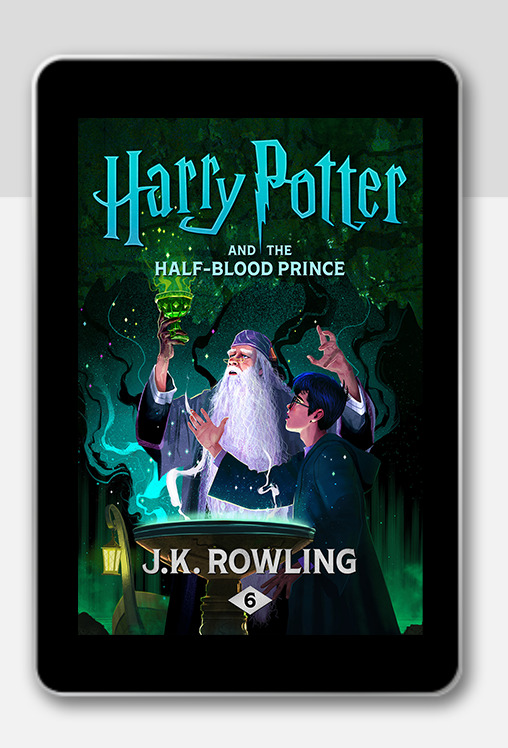 Harry Potter
AND THE
HALF-BLOOD PRINCE
J.K. ROWLING
6